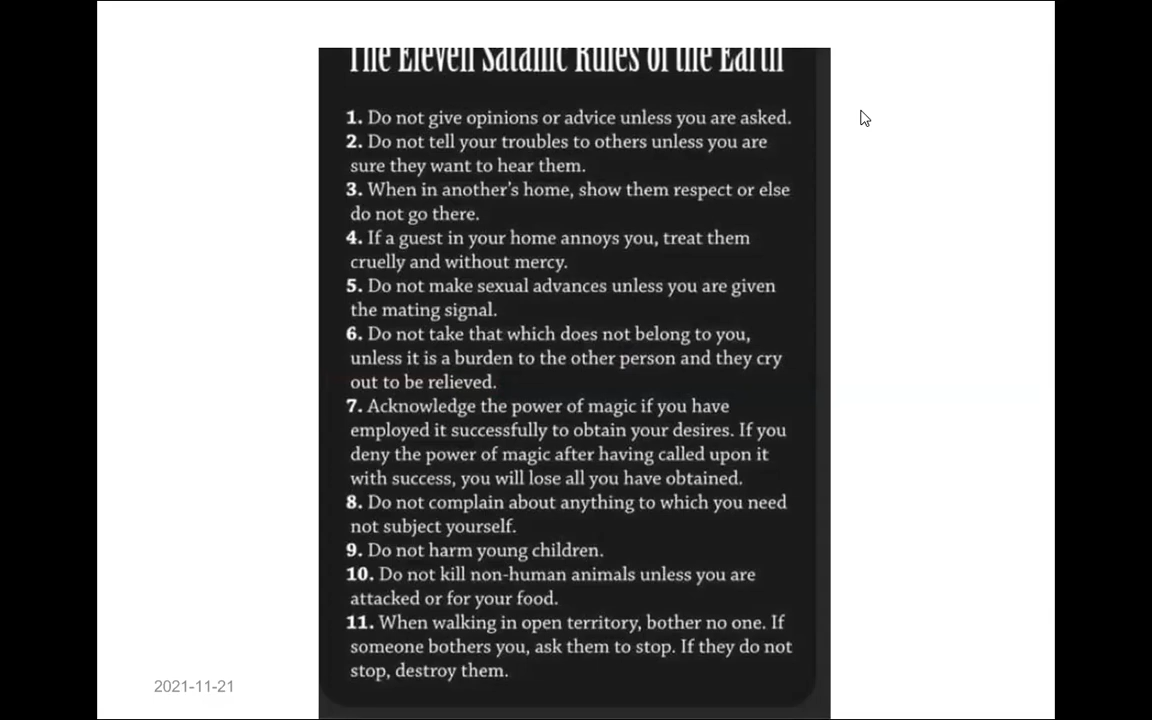 The Eleven Satanic Rules of the Earth
1. Do not give opinions or advice unless you are asked.
2. Do not tell your troubles to others unless you are
sure they want to hear them.
3. When in another's home, show them respect or else
do not go there.
4. If a guest in your home annoys you, treat them
cruelly and without mercy.
5. Do not make sexual advances unless you are given
the mating signal.
6. Do not take that which does not belong to you,
unless it is a burden to the other person and they cry
out to be relieved.
7. Acknowledge the power of magic if you have
employed it successfully to obtain your desires. If you
deny the power of magic after having called upon it
with success, you will lose all you have obtained.
8. Do not complain about anything to which you need
not subject yourself.
9. Do not harm young children.
10. Do not kill non-human animals unless you are
attacked or for your food.
11. When walking in open territory, bother no one. If
someone bothers you, ask them to stop. If they do not
stop, destroy them.
2021-11-21